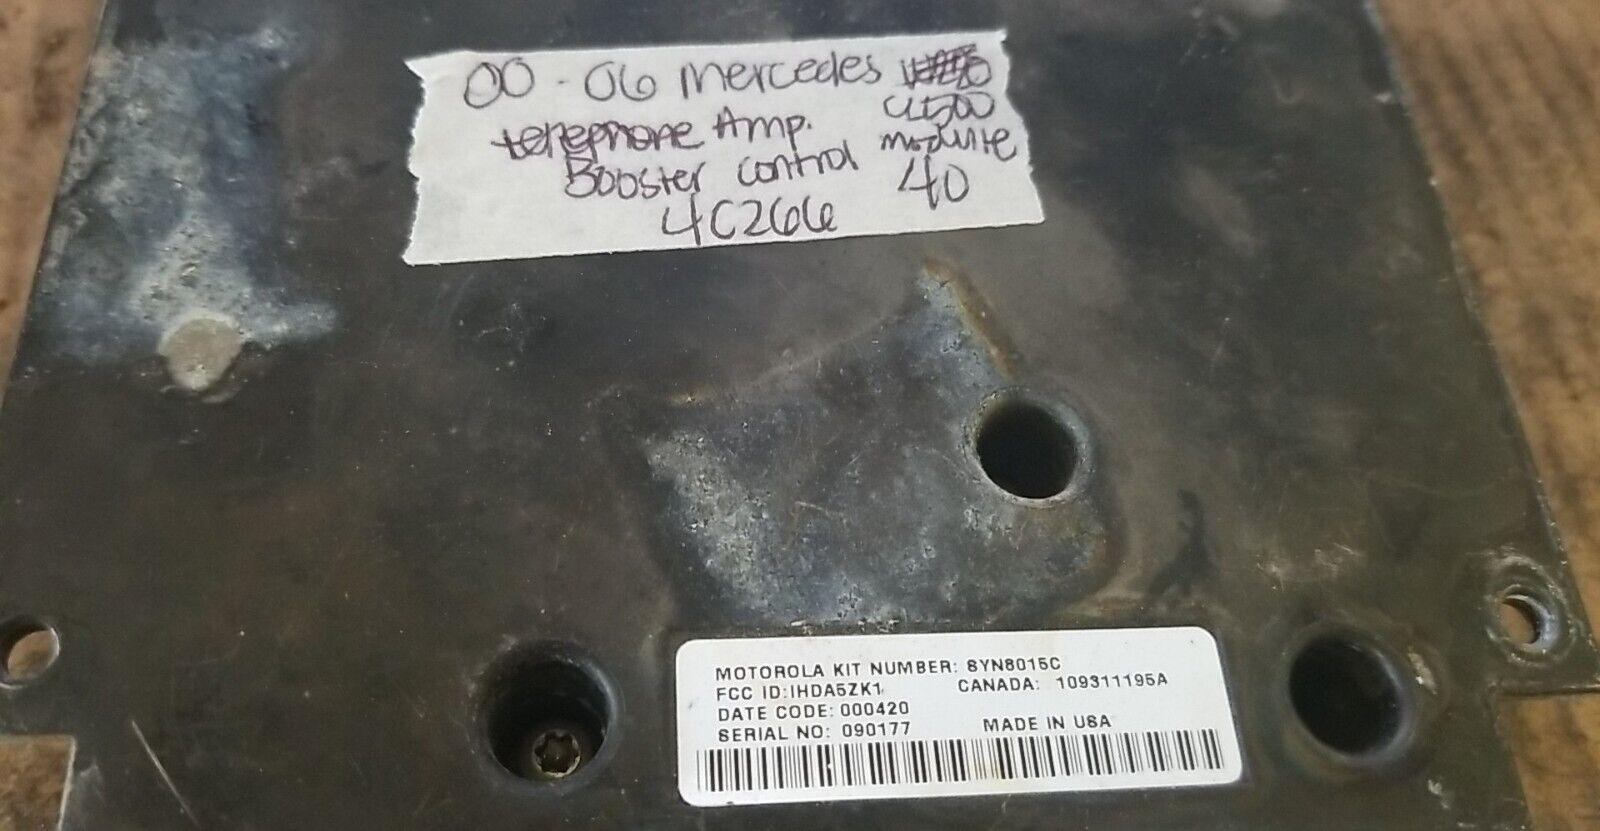 00-06 mercedes
CL500
telephone Amp.
Booster control module
4C266 40
MOTOROLA KIT NUMBER: SYN8015C
FCC ID:IHDA5ZK1 CANADA: 109311195A
DATE CODE: 000420
SERIAL NO: 090177 MADE IN USA